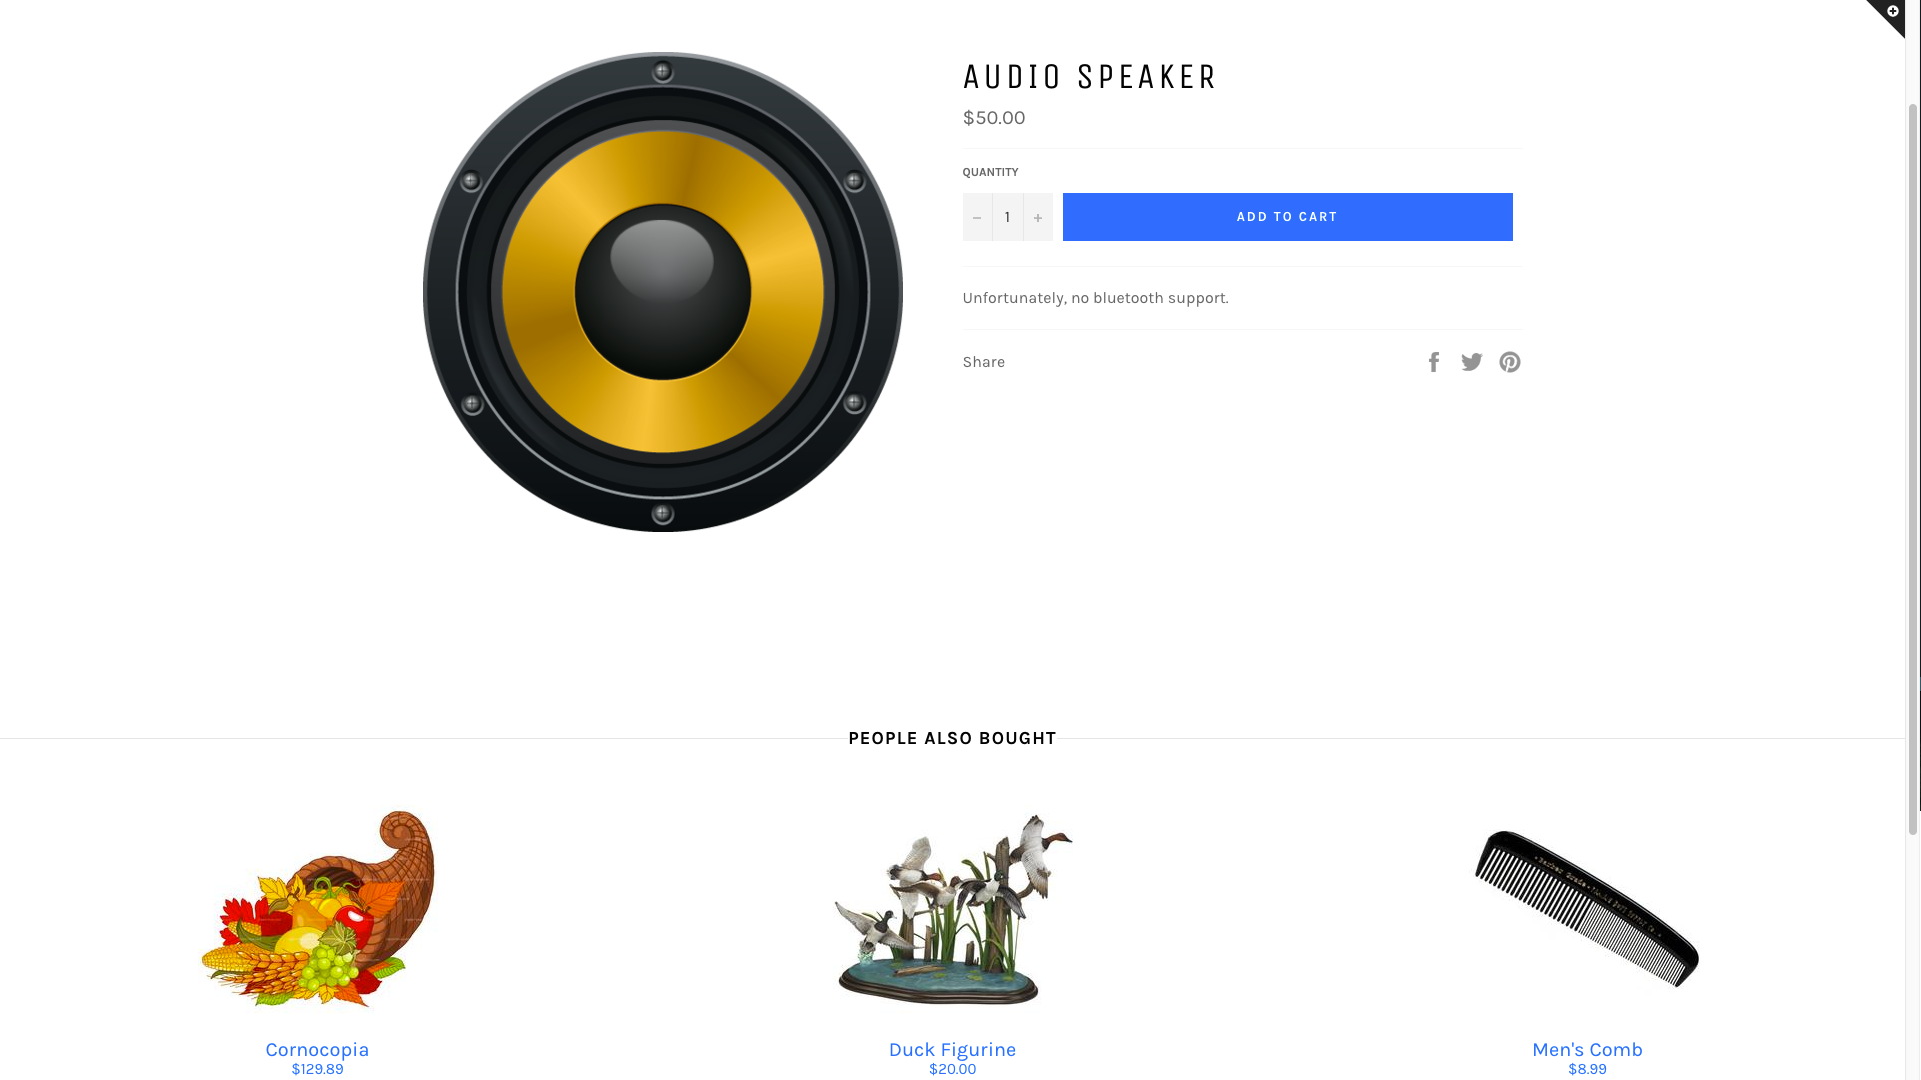 AUDIO SPEAKER
$50.00
QUANTITY
− 1 +
ADD TO CART
Unfortunately, no bluetooth support.
Share
PEOPLE ALSO BOUGHT
Cornocopia
$129.89
Duck Figurine
$20.00
Men's Comb
$8.99